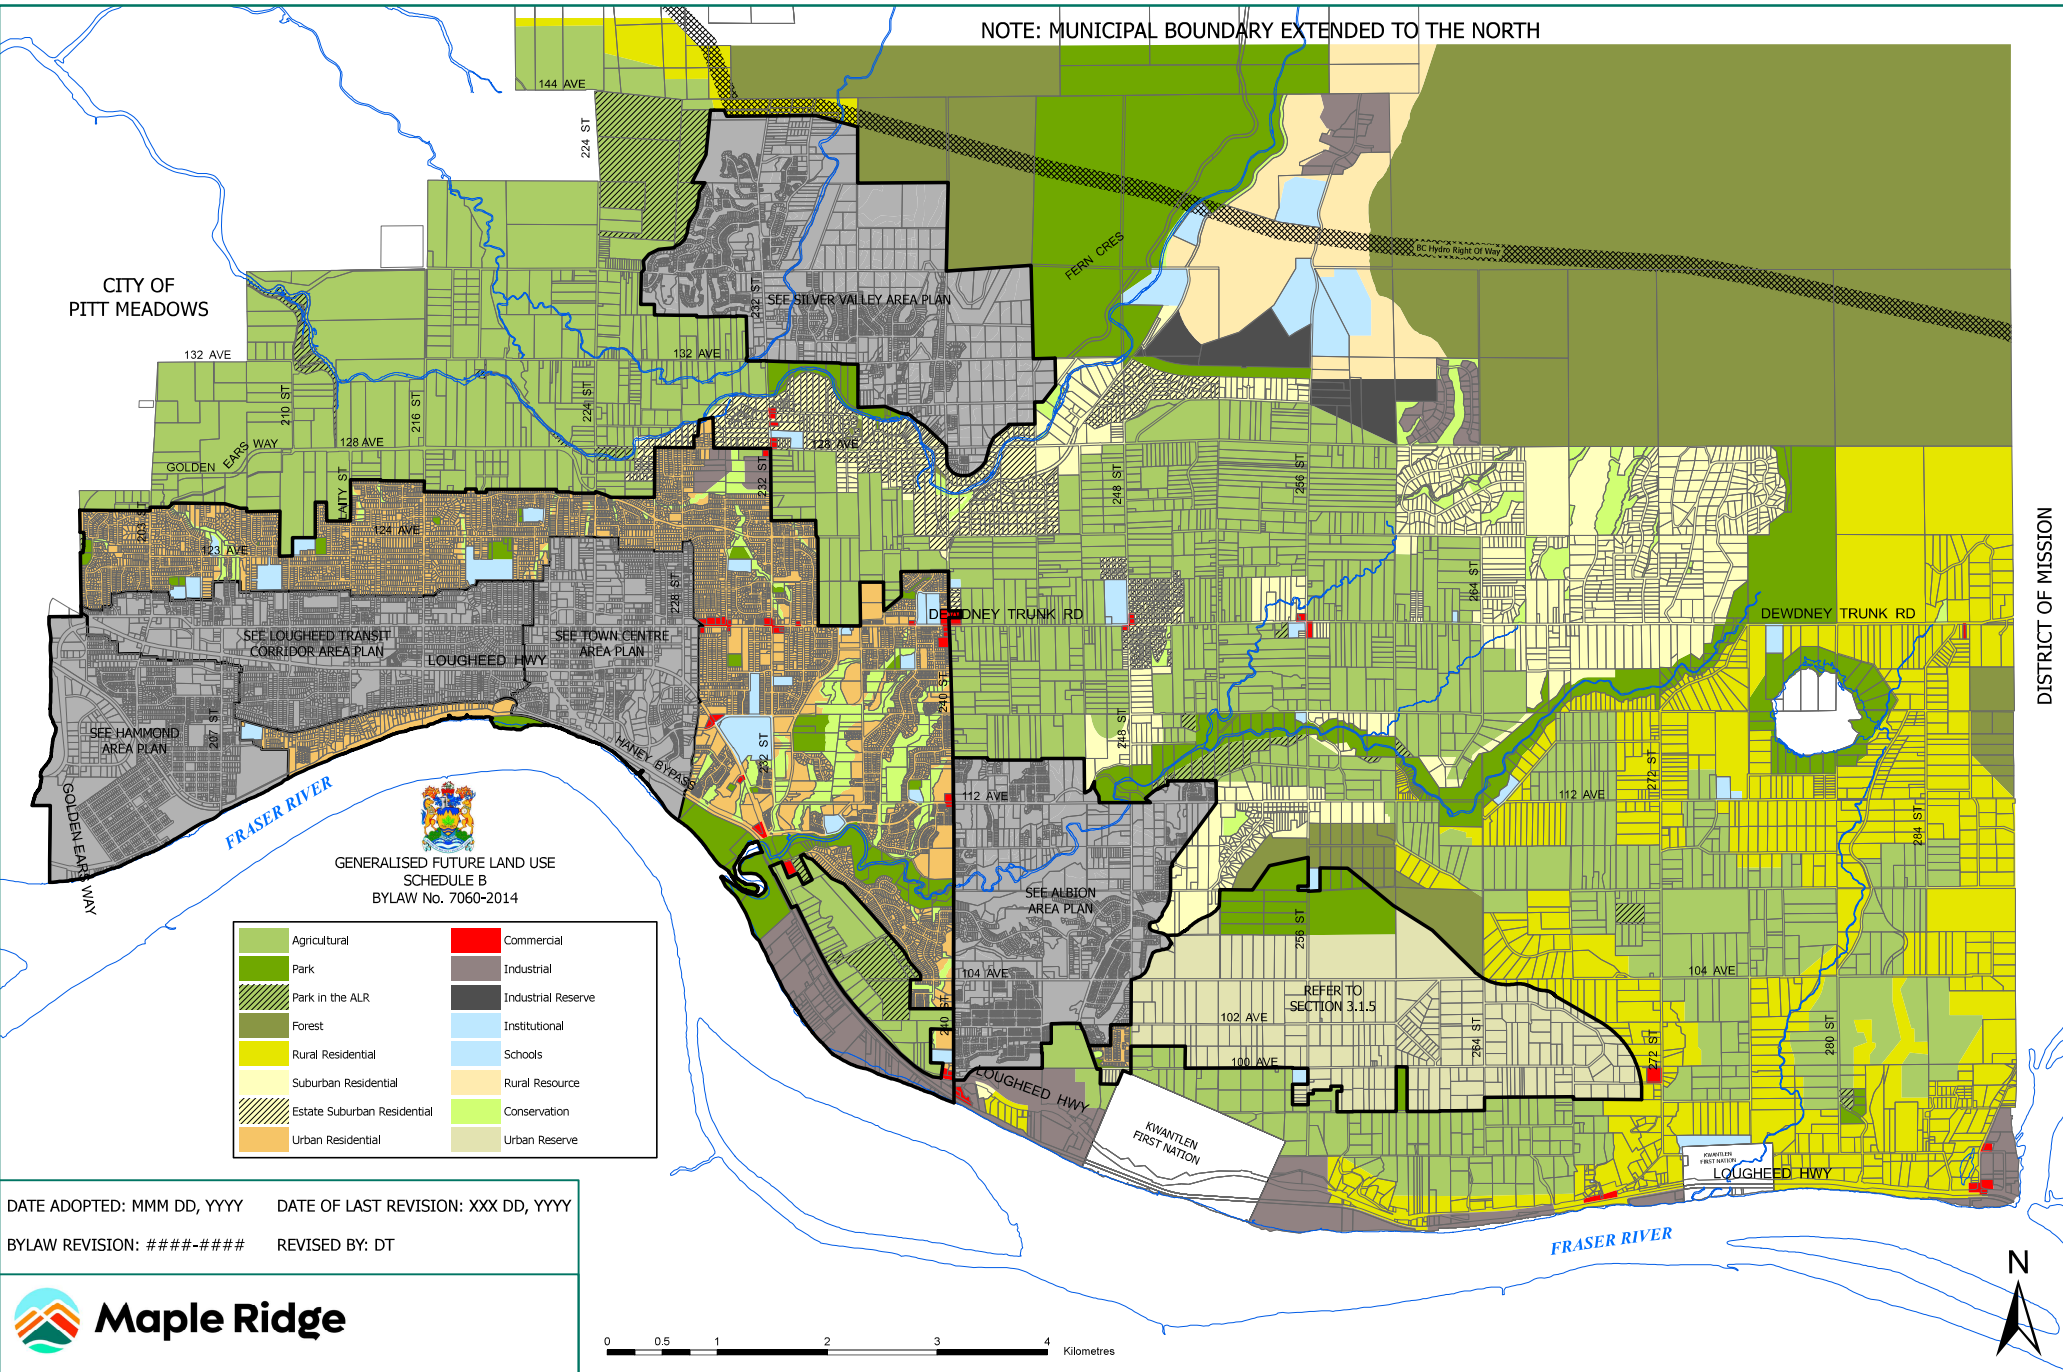 NOTE: MUNICIPAL BOUNDARY EXTENDED TO THE NORTH
144 AVE
224 ST
FERN CRES
BC Hydro Right Of Way
CITY OF
PITT MEADOWS
232 ST
SEE SILVER VALLEY AREA PLAN
132 AVE
132 AVE
210 ST
216 ST
224 ST
128 AVE
128 AVE
GOLDEN EARS WAY
LAITY ST
232 ST
248 ST
256 ST
203 ST
124 AVE
123 AVE
228 ST
264 ST
DISTRICT OF MISSION
DEWDNEY TRUNK RD
DEWDNEY TRUNK RD
SEE LOUGHEED TRANSIT
CORRIDOR AREA PLAN
SEE TOWN CENTRE
AREA PLAN
LOUGHEED HWY
240 ST
SEE HAMMOND
AREA PLAN
207 ST
HANEY BYPASS
232 ST
248 ST
272 ST
112 AVE
112 AVE
284 ST
GOLDEN EARS WAY
FRASER RIVER
GENERALISED FUTURE LAND USE
SCHEDULE B
BYLAW No. 7060-2014
SEE ALBION
AREA PLAN
256 ST
104 AVE
104 AVE
REFER TO
SECTION 3.1.5
240 ST
102 AVE
264 ST
272 ST
280 ST
100 AVE
LOUGHEED HWY
KWANTLEN
FIRST NATION
KWANTLEN
FIRST NATION
LOUGHEED HWY
FRASER RIVER
Agricultural
Park
Park in the ALR
Forest
Rural Residential
Suburban Residential
Estate Suburban Residential
Urban Residential
Commercial
Industrial
Industrial Reserve
Institutional
Schools
Rural Resource
Conservation
Urban Reserve
DATE ADOPTED: MMM DD, YYYY DATE OF LAST REVISION: XXX DD, YYYY
BYLAW REVISION: ####-#### REVISED BY: DT
Maple Ridge
0 0.5 1 2 3 4
Kilometres
N